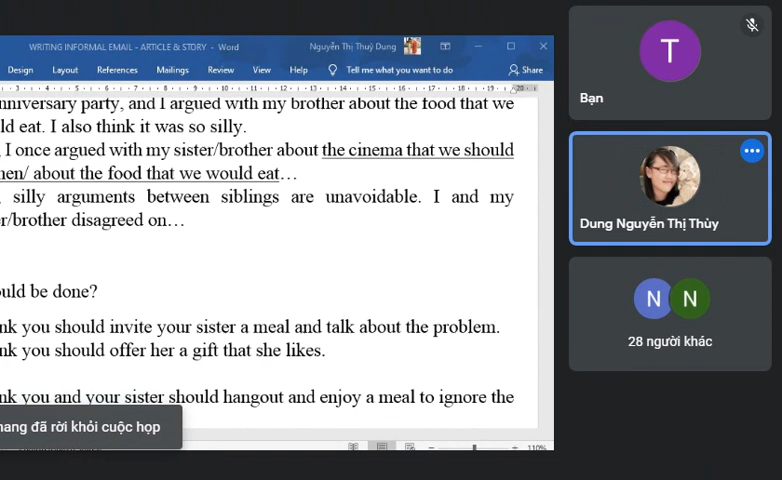 WRITING INFORMAL EMAIL - ARTICLE & STORY - Word
Nguyễn Thị Thuỳ Dung
Design Layout References Mailings Review View Help Tell me what you want to do Share
nniversary party, and I argued with my brother about the food that we
ld eat. I also think it was so silly.
, I once argued with my sister/brother about the cinema that we should
nen/ about the food that we would eat…
, silly arguments between siblings are unavoidable. I and my
er/brother disagreed on…
uld be done?
nk you should invite your sister a meal and talk about the problem.
nk you should offer her a gift that she likes.
nk you and your sister should hangout and enjoy a meal to ignore the
hang đã rời khỏi cuộc họp
110%
T
Bạn
Dung Nguyễn Thị Thùy
N N
28 người khác